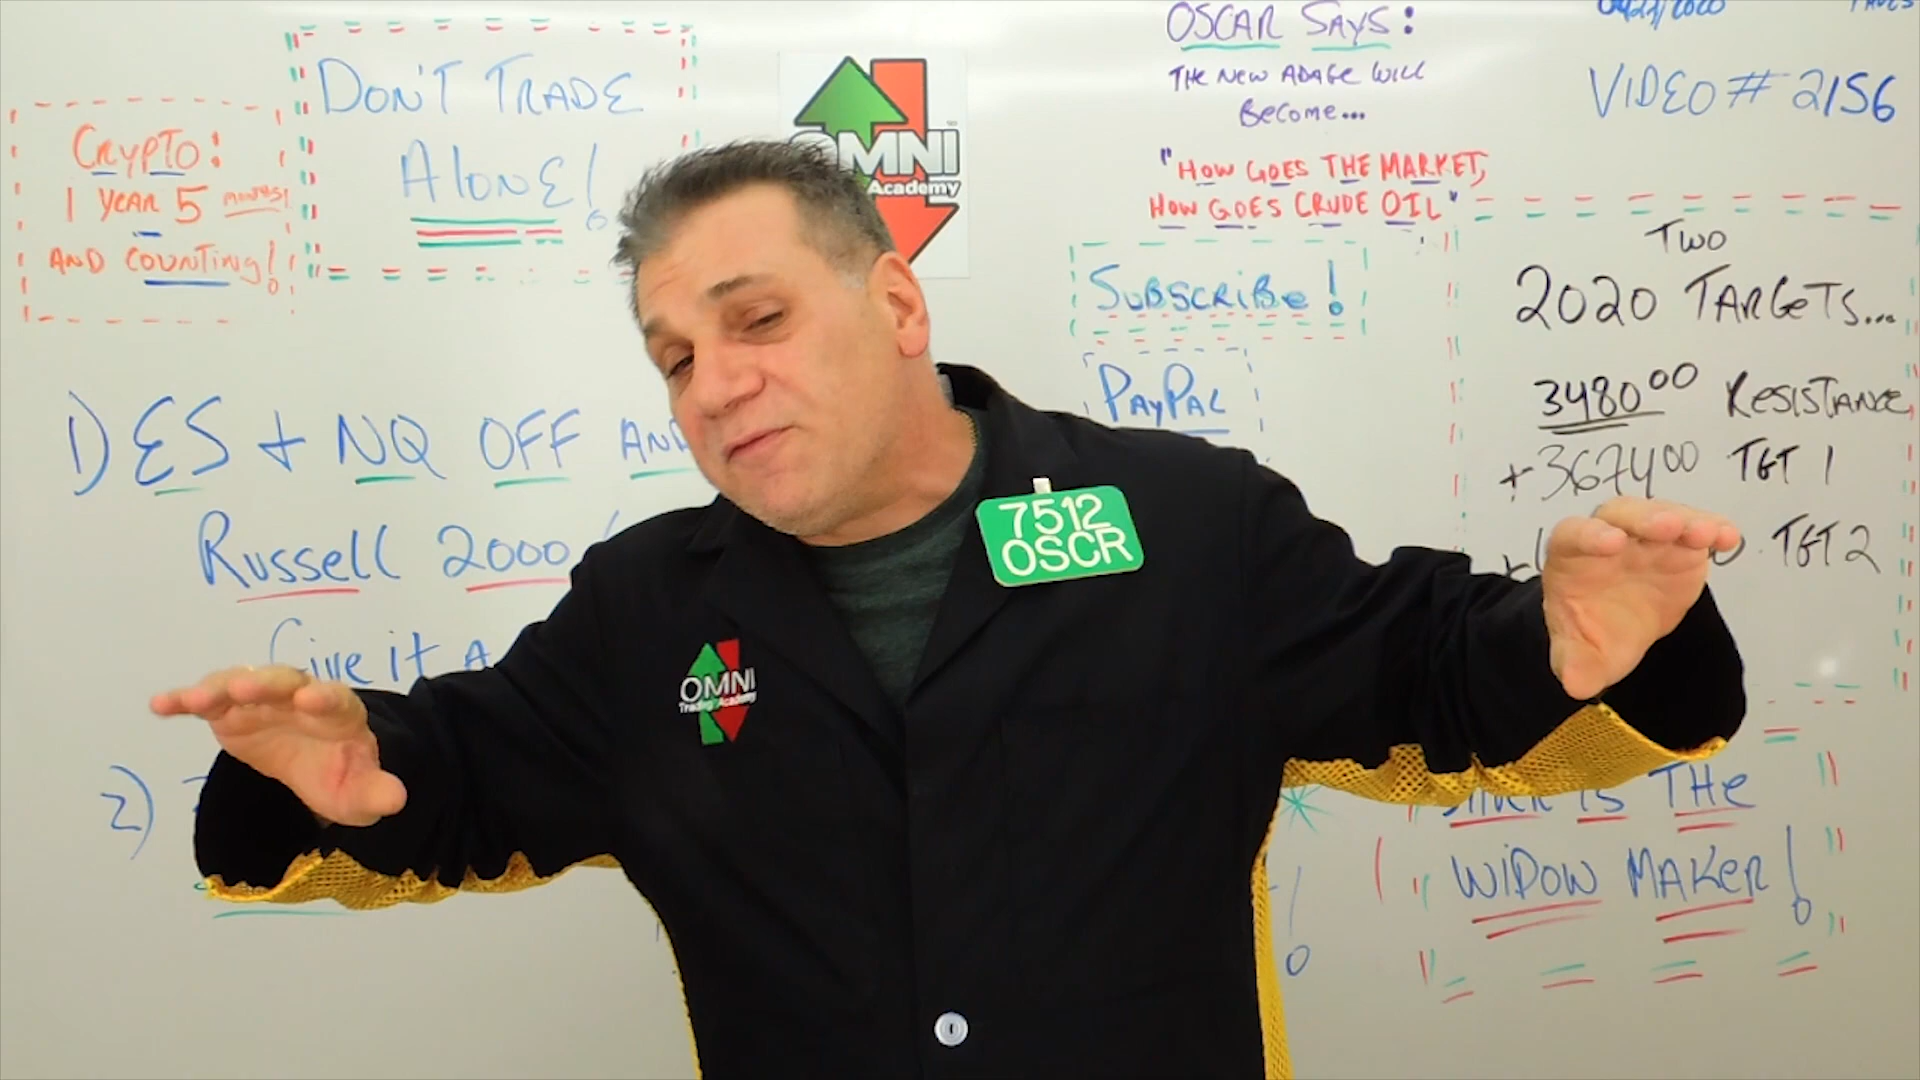 CRYPTO:
1 YEAR 5 MONTHS!
AND COUNTING!
DON'T TRADE
ALONE!
OMNI
Academy
OSCAR SAYS:
THE NEW ADAGE WILL
BECOME...
"HOW GOES THE MARKET,
HOW GOES CRUDE OIL"
VIDEO # 2156
SUBSCRIBE!
PAYPAL
TWO
2020 TARGETS...
3480 00 RESISTANCE
+3674 00 TGT 1
TGT 2
1) ES + NQ OFF AND
Russell 2000
Give it A
2)
7512
OSCR
OMNI
Trading Academy
IS THE
WIDOW MAKER!